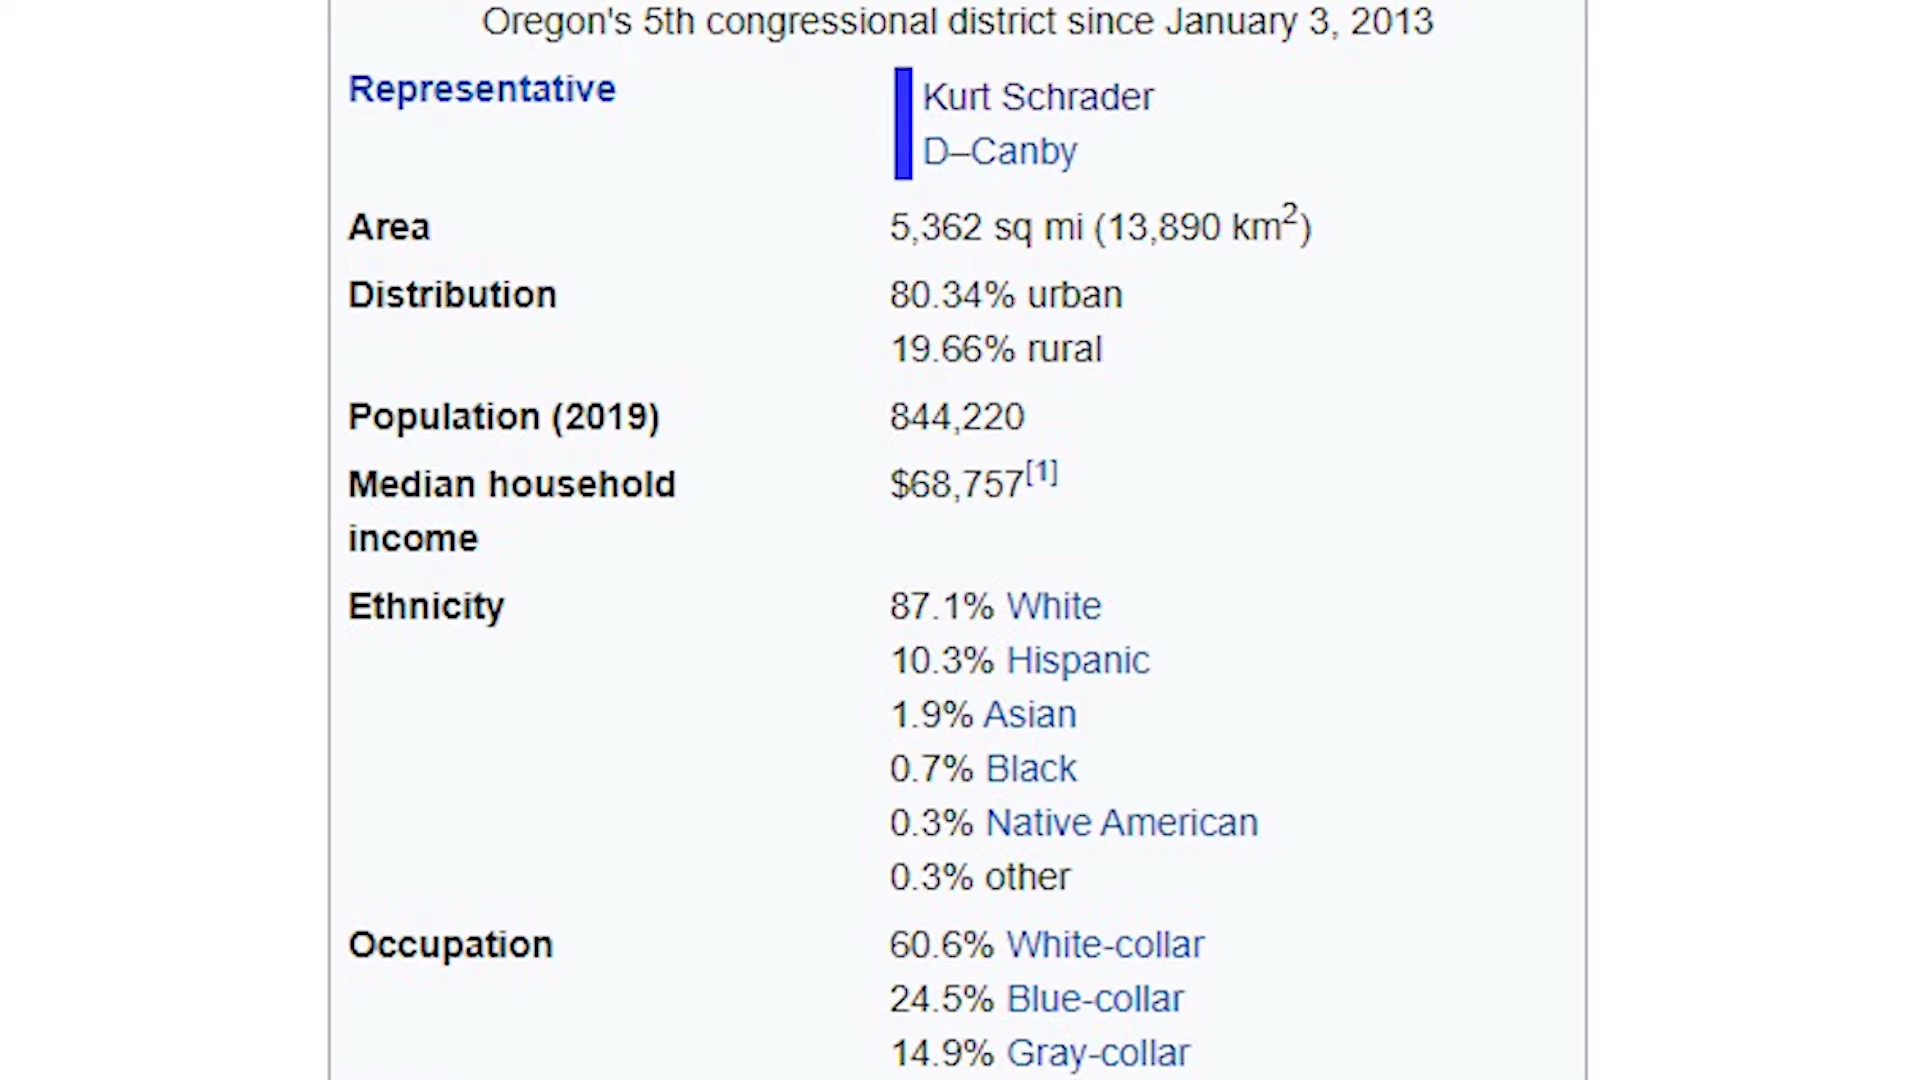 Oregon's 5th congressional district since January 3, 2013
Representative
Kurt Schrader
D–Canby
Area
5,362 sq mi (13,890 km²)
Distribution
80.34% urban
19.66% rural
Population (2019)
844,220
Median household
income
$68,757[1]
Ethnicity
87.1% White
10.3% Hispanic
1.9% Asian
0.7% Black
0.3% Native American
0.3% other
Occupation
60.6% White-collar
24.5% Blue-collar
14.9% Gray-collar